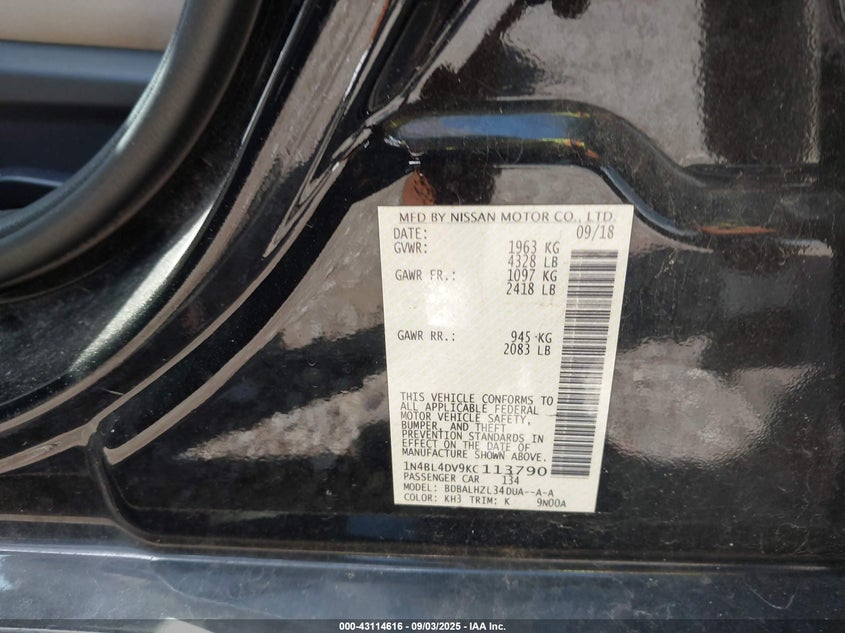 MFD BY NISSAN MOTOR CO., LTD.
DATE: 09/18
GVWR: 1963 KG
4328 LB
GAWR FR.: 1097 KG
2418 LB
GAWR RR.: 945 KG
2083 LB
THIS VEHICLE CONFORMS TO
ALL APPLICABLE FEDERAL
MOTOR VEHICLE SAFETY,
BUMPER, AND THEFT
PREVENTION STANDARDS IN
EFFECT ON THE DATE OF
MANUFACTURE SHOWN ABOVE.
1N4BL4DV9KC113790
PASSENGER CAR 134
MODEL: BDBALHZL34DUA--A-A
COLOR: KH3 TRIM: K 9N00A
000-43114616 - 09/03/2025 - IAA Inc.